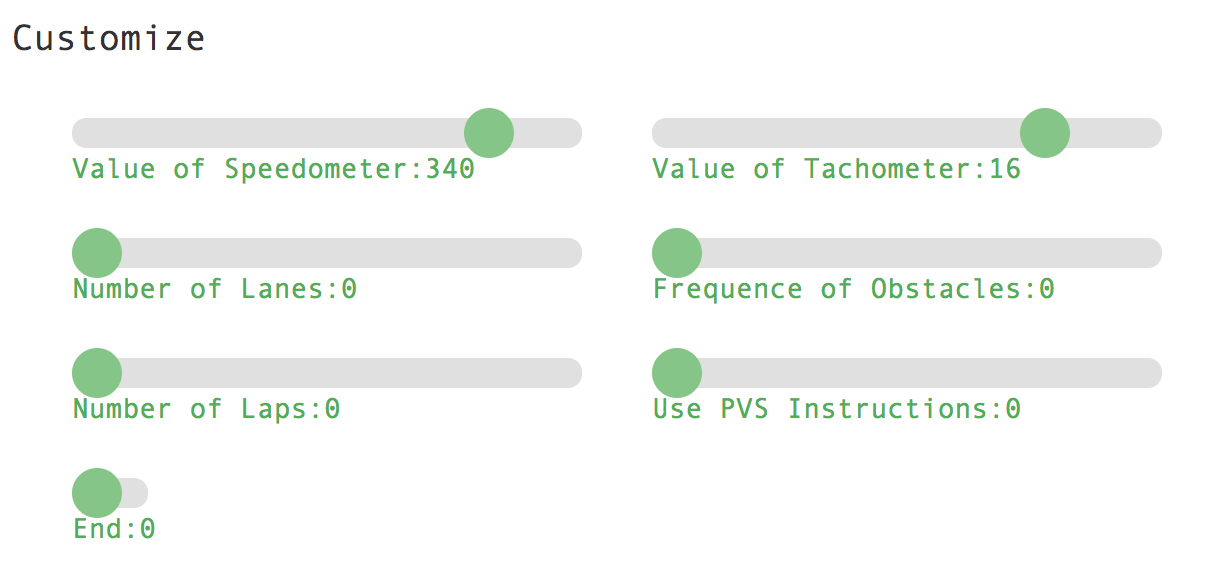 Customize
Value of Speedometer:340
Value of Tachometer:16
Number of Lanes:0
Frequence of Obstacles:0
Number of Laps:0
Use PVS Instructions:0
End:0